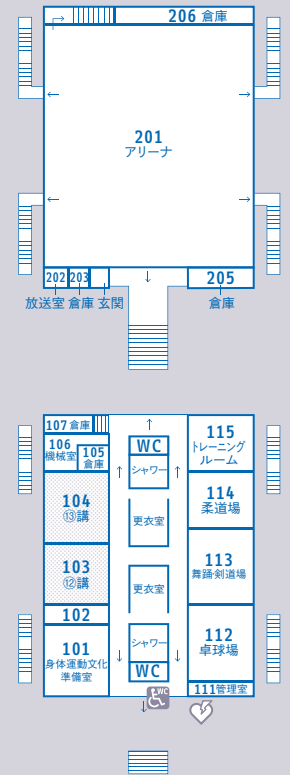 206 倉庫
201
アリーナ
202
203
205
放送室 倉庫 玄関
倉庫
107 倉庫
106
機械室
105
倉庫
WC
シャワー
115
トレーニング
ルーム
104
⑬講
更衣室
114
柔道場
103
⑫講
更衣室
113
舞踊・剣道場
102
101
身体運動文化
準備室
シャワー
WC
112
卓球場
111 管理室
WC